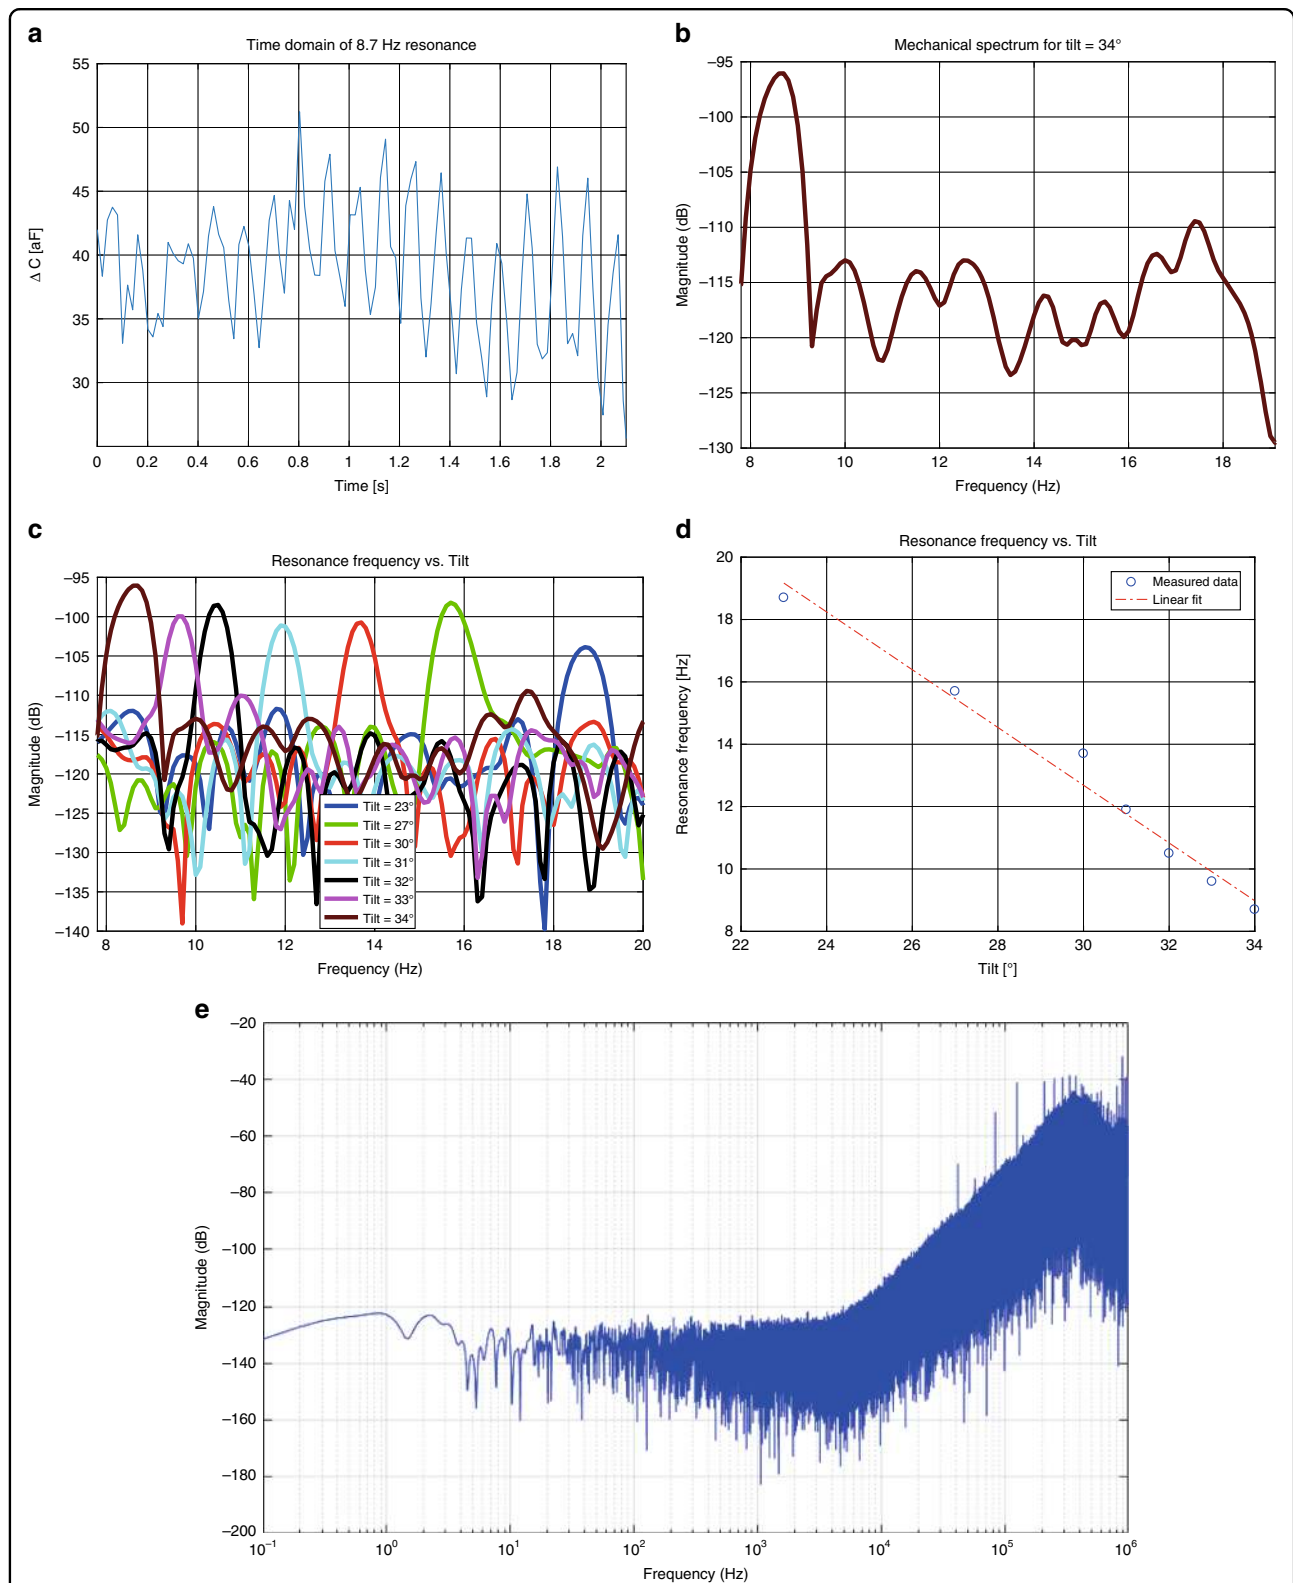 a
Time domain of 8.7 Hz resonance
55
50
45
40
35
30
Δ C [aF]
0 0.2 0.4 0.6 0.8 1 1.2 1.4 1.6 1.8 2
Time [s]
b
Mechanical spectrum for tilt = 34°
−95
−100
−105
−110
−115
−120
−125
−130
Magnitude (dB)
8 10 12 14 16 18
Frequency (Hz)
c
Resonance frequency vs. Tilt
−95
−100
−105
−110
−115
−120
−125
−130
−135
−140
Magnitude (dB)
Tilt = 23°
Tilt = 27°
Tilt = 30°
Tilt = 31°
Tilt = 32°
Tilt = 33°
Tilt = 34°
8 10 12 14 16 18 20
Frequency (Hz)
d
Resonance frequency vs. Tilt
20
18
16
14
12
10
8
Resonance frequency [Hz]
Measured data
Linear fit
22 24 26 28 30 32 34
Tilt [°]
e
−20
−40
−60
−80
−100
−120
−140
−160
−180
−200
Magnitude (dB)
10⁻¹ 10⁰ 10¹ 10² 10³ 10⁴ 10⁵ 10⁶
Frequency (Hz)